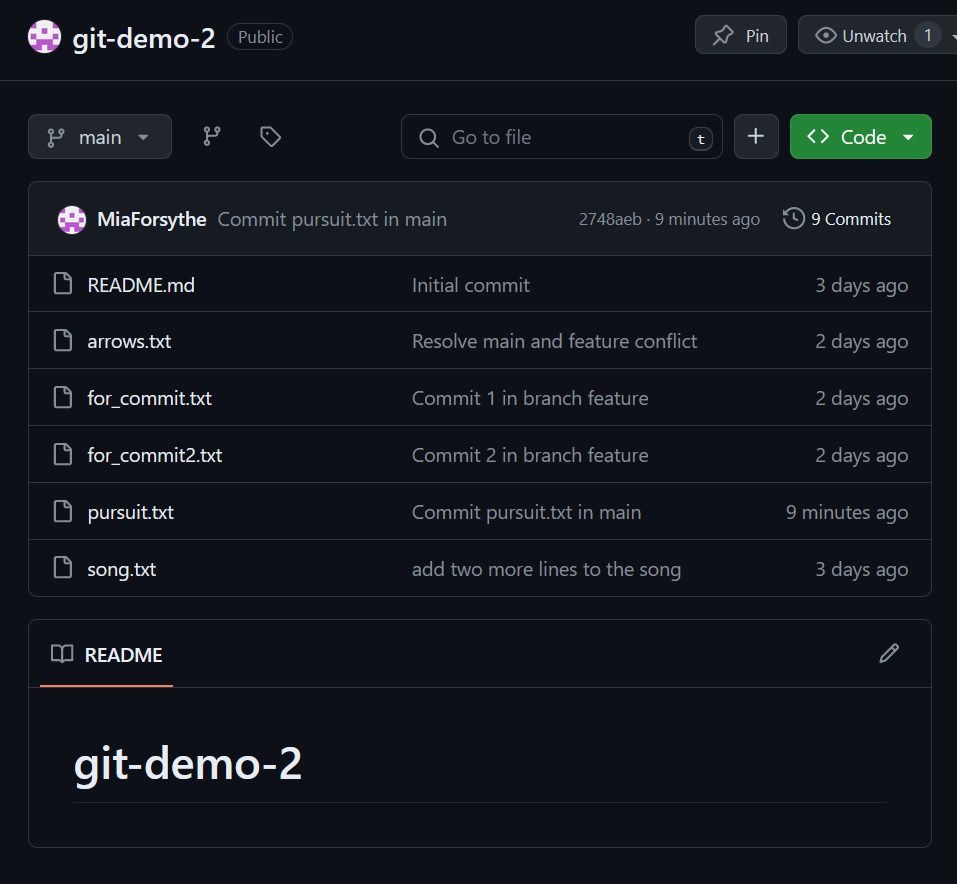 git-demo-2 Public Pin Unwatch 1
main Go to file t Code
MiaForsythe Commit pursuit.txt in main 2748aeb · 9 minutes ago 9 Commits
README.md Initial commit 3 days ago
arrows.txt Resolve main and feature conflict 2 days ago
for_commit.txt Commit 1 in branch feature 2 days ago
for_commit2.txt Commit 2 in branch feature 2 days ago
pursuit.txt Commit pursuit.txt in main 9 minutes ago
song.txt add two more lines to the song 3 days ago
README
git-demo-2